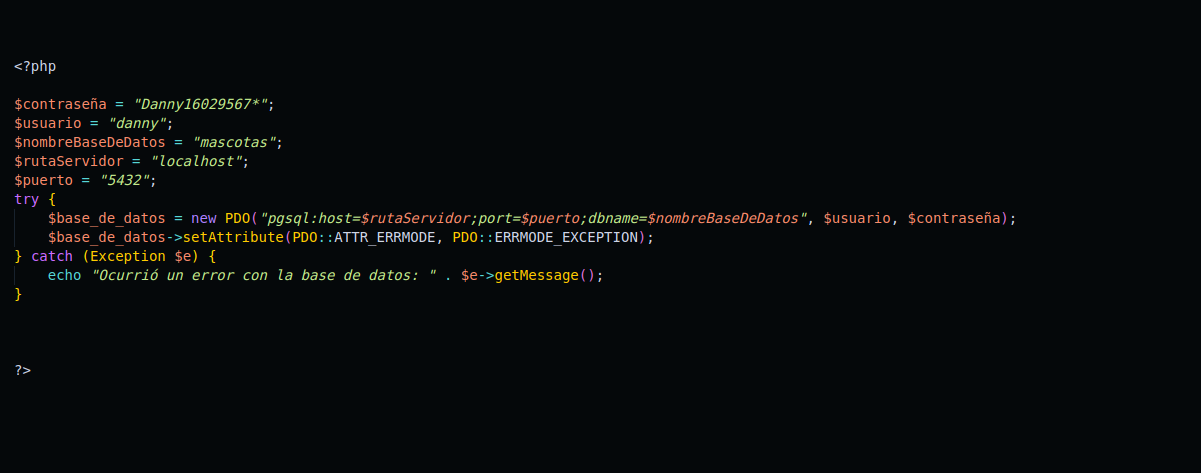 <?php
$contraseña = "Danny16029567*";
$usuario = "danny";
$nombreBaseDeDatos = "mascotas";
$rutaServidor = "localhost";
$puerto = "5432";
try {
    $base_de_datos = new PDO("pgsql:host=$rutaServidor;port=$puerto;dbname=$nombreBaseDeDatos", $usuario, $contraseña);
    $base_de_datos->setAttribute(PDO::ATTR_ERRMODE, PDO::ERRMODE_EXCEPTION);
} catch (Exception $e) {
    echo "Ocurrió un error con la base de datos: " . $e->getMessage();
}
?>